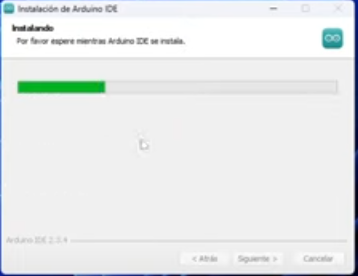 Instalación de Arduino IDE
Instalando
Por favor espere mientras Arduino IDE se instala.
Arduino IDE 2.3.4
< Atrás
Siguiente >
Cancelar